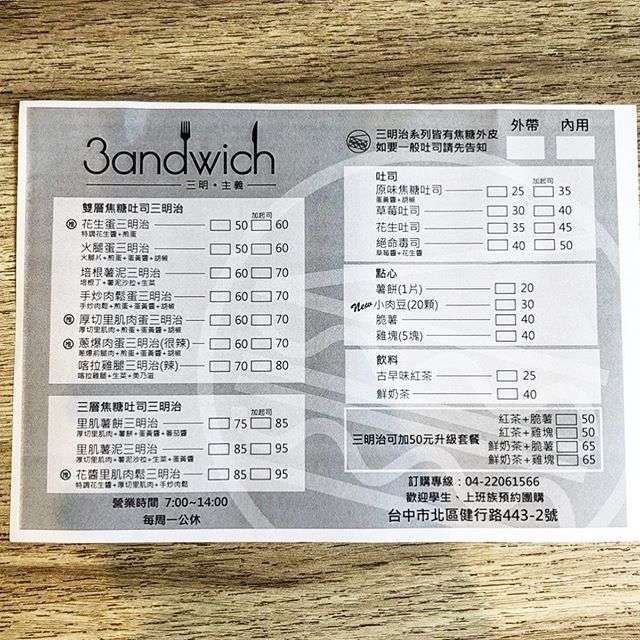 3andwich
三明•主義
三明治系列皆有焦糖外皮
如要一般吐司請先告知
外帶 內用
雙層焦糖吐司三明治 加起司
推 花生蛋三明治 50 60
特調花生醬+煎蛋
火腿蛋三明治 50 60
火腿片+煎蛋+蛋黃醬+胡椒
培根薯泥三明治 60 70
培根丁+薯泥沙拉+生菜
手炒肉鬆蛋三明治 60 70
手炒肉鬆+煎蛋+蛋黃醬+胡椒
推 厚切里肌肉蛋三明治 60 70
厚切里肌肉+煎蛋+蛋黃醬+胡椒
推 蔥爆肉蛋三明治(很辣) 60 70
蔥爆前腿肉+煎蛋+蛋黃醬+胡椒
喀拉雞腿三明治(辣) 70 80
喀拉雞腿+生菜+美乃滋
三層焦糖吐司三明治 加起司
里肌薯餅三明治 75 85
厚切里肌肉+薯餅+蛋黃醬+番茄醬
里肌薯泥三明治 85 95
厚切里肌肉+薯泥沙拉+生菜+蛋黃醬
推 花醬里肌肉鬆三明治 85 95
特調花生醬+厚切里肌肉+手炒肉鬆
營業時間 7:00~14:00
每周一公休
吐司 加起司
原味焦糖吐司 25 35
蛋黃醬+胡椒
草莓吐司 30 40
花生吐司 35 45
絕命毒司 40 50
草莓醬+花生醬
點心
薯餅(1片) 20
New 小肉豆(20顆) 30
脆薯 40
雞塊(5塊) 40
飲料
古早味紅茶 25
鮮奶茶 40
三明治可加50元升級套餐
紅茶+脆薯 50
紅茶+雞塊 50
鮮奶茶+脆薯 65
鮮奶茶+雞塊 65
訂購專線：04-22061566
歡迎學生、上班族預約團購
台中市北區健行路443-2號